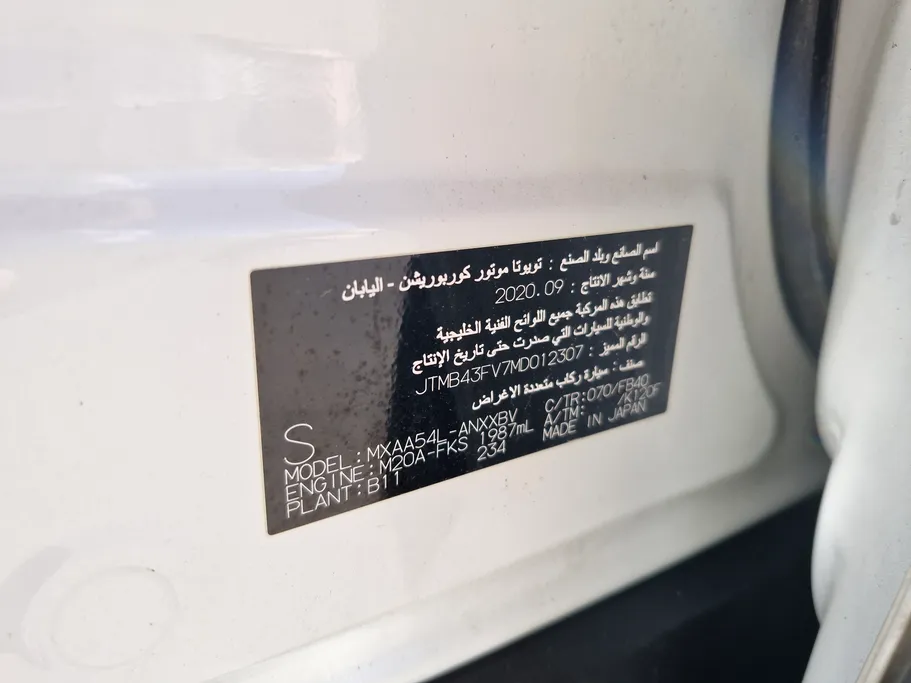 اسم الصانع وبلد الصنع : تويوتا موتور كوربوريشن - اليابان
سنة وشهر الانتاج : 2020.09
تطابق هذه المركبة جميع اللوائح الفنية الخليجية
والوطنية للسيارات التي صدرت حتى تاريخ الإنتاج
الرقم المميز : JTMB43FV7MD012307
صنف : سيارة ركاب متعددة الاغراض
S
MODEL:MXAA54L-ANXXBV C/TR:070/FB40
ENGINE:M20A-FKS 1987mL A/TM: /K120F
PLANT:B11 234 MADE IN JAPAN